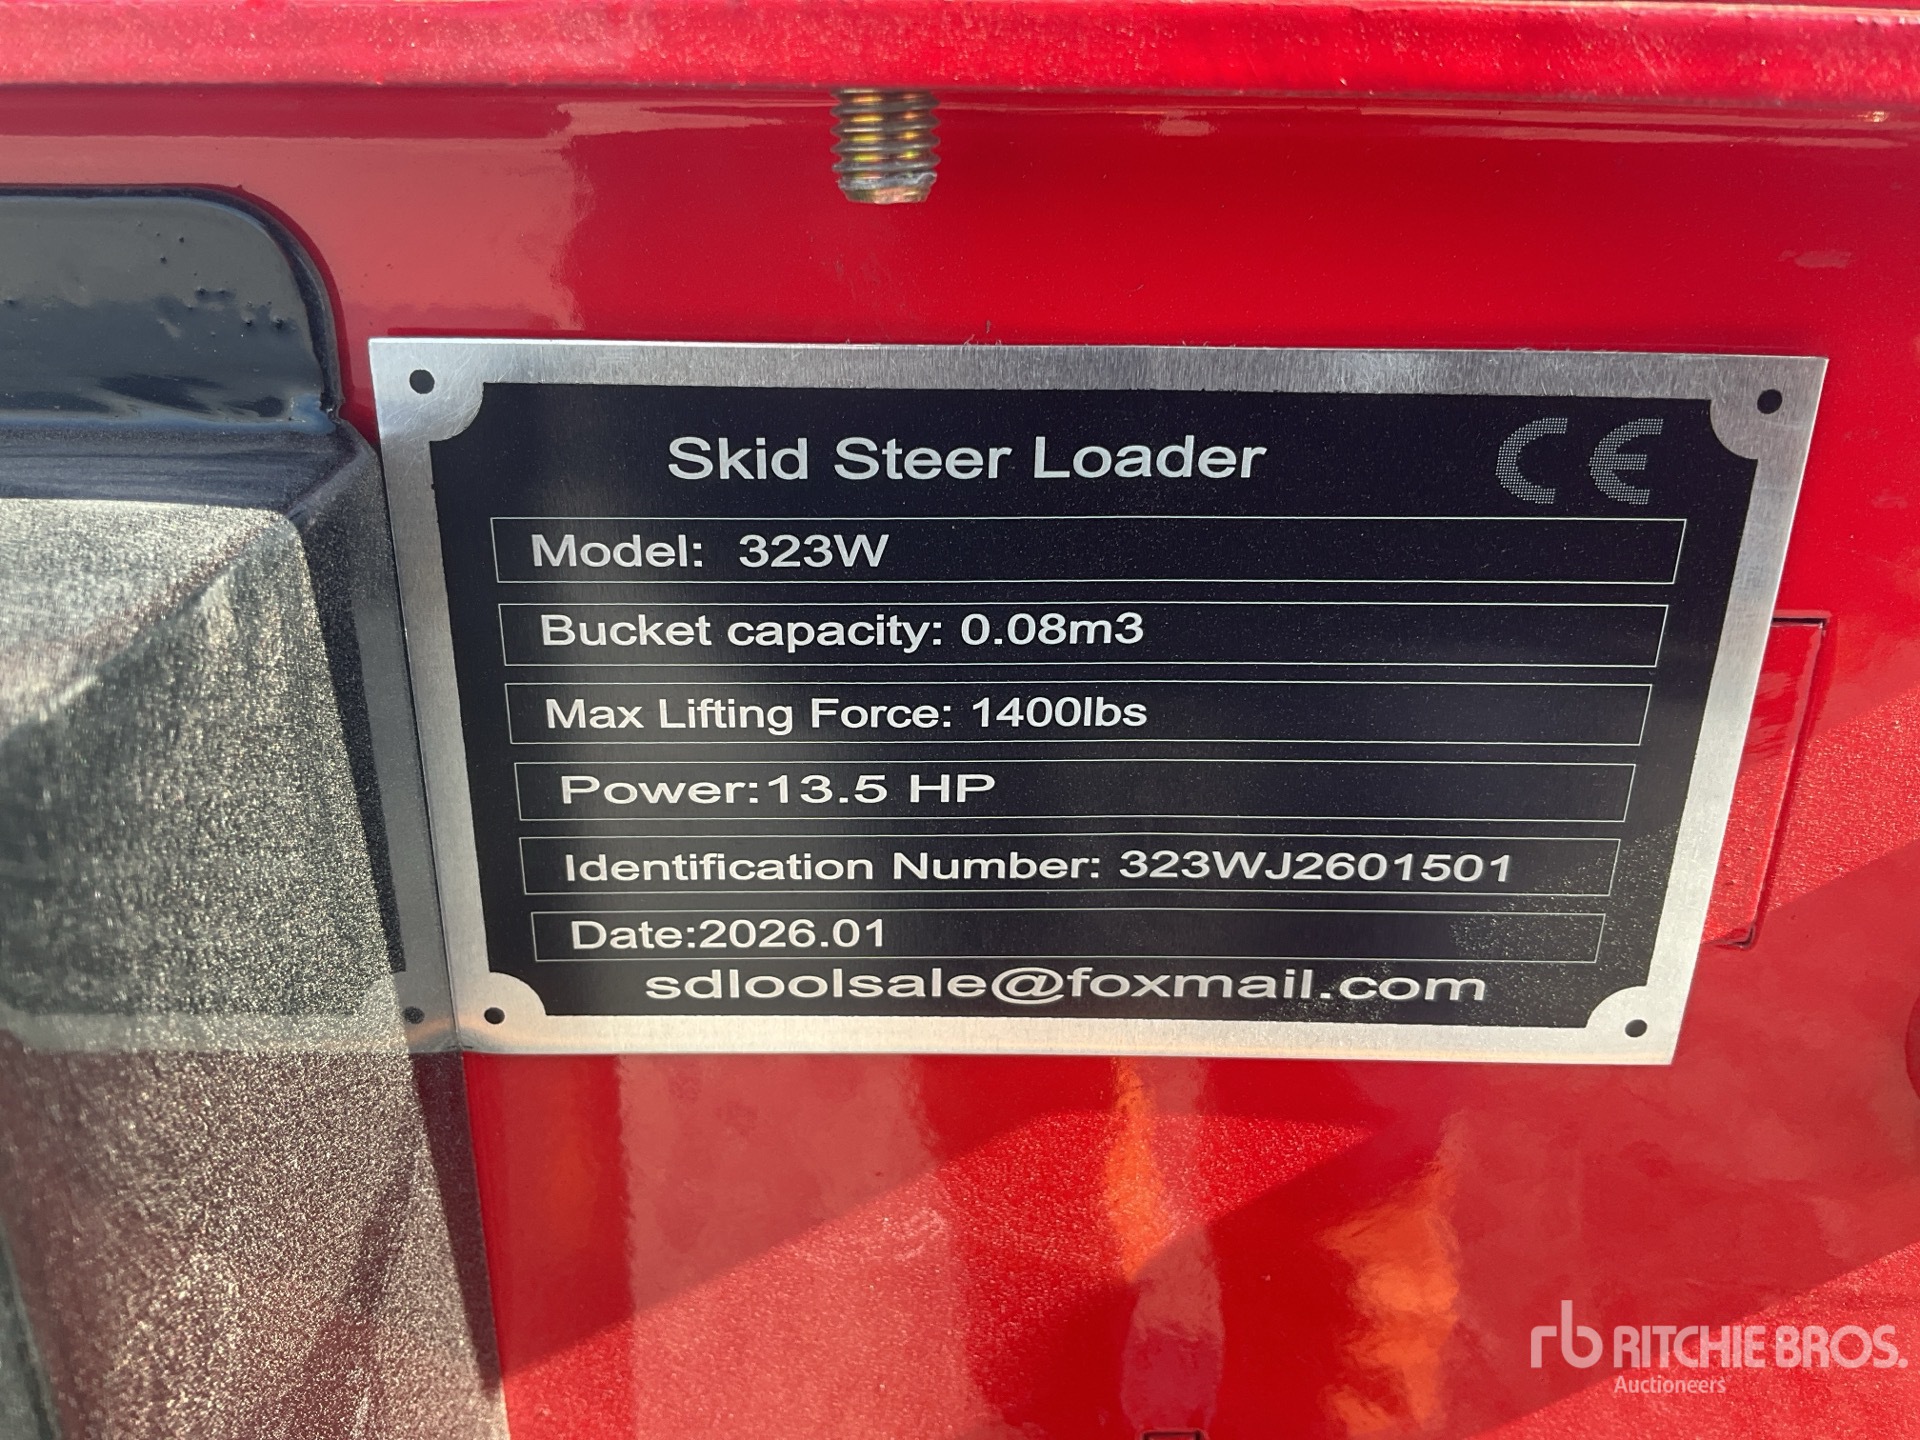 Skid Steer Loader CE
Model: 323W
Bucket capacity: 0.08m3
Max Lifting Force: 1400lbs
Power:13.5 HP
Identification Number: 323WJ2601501
Date:2026.01
sdloolsale@foxmail.com
rb RITCHIE BROS.
Auctioneers